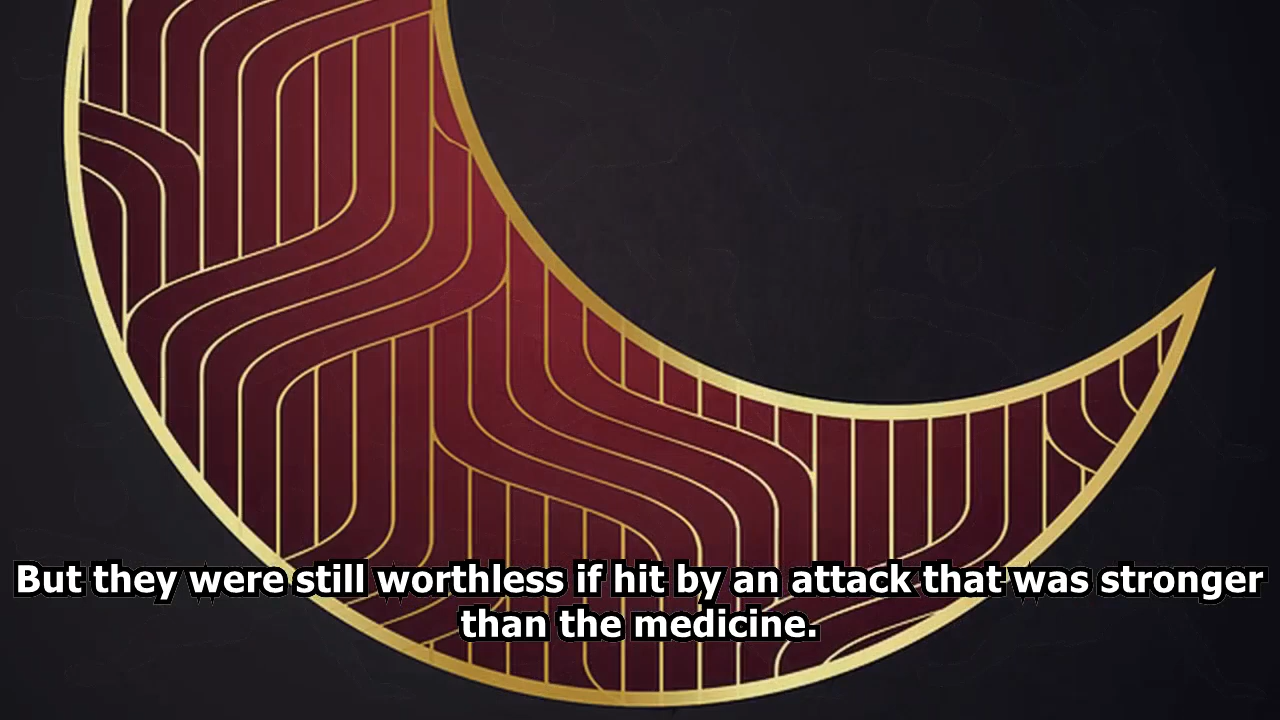 But they were still worthless if hit by an attack that was stronger
than the medicine.